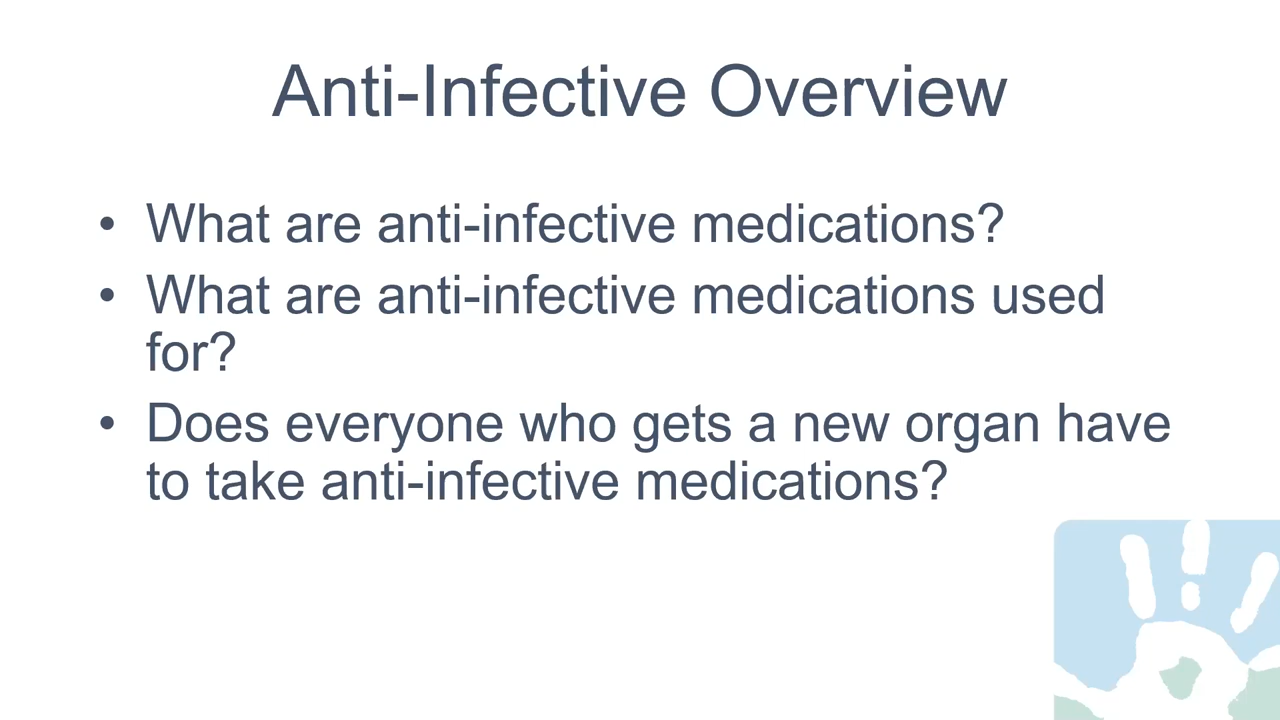 Anti-Infective Overview
• What are anti-infective medications?
• What are anti-infective medications used
for?
• Does everyone who gets a new organ have
to take anti-infective medications?